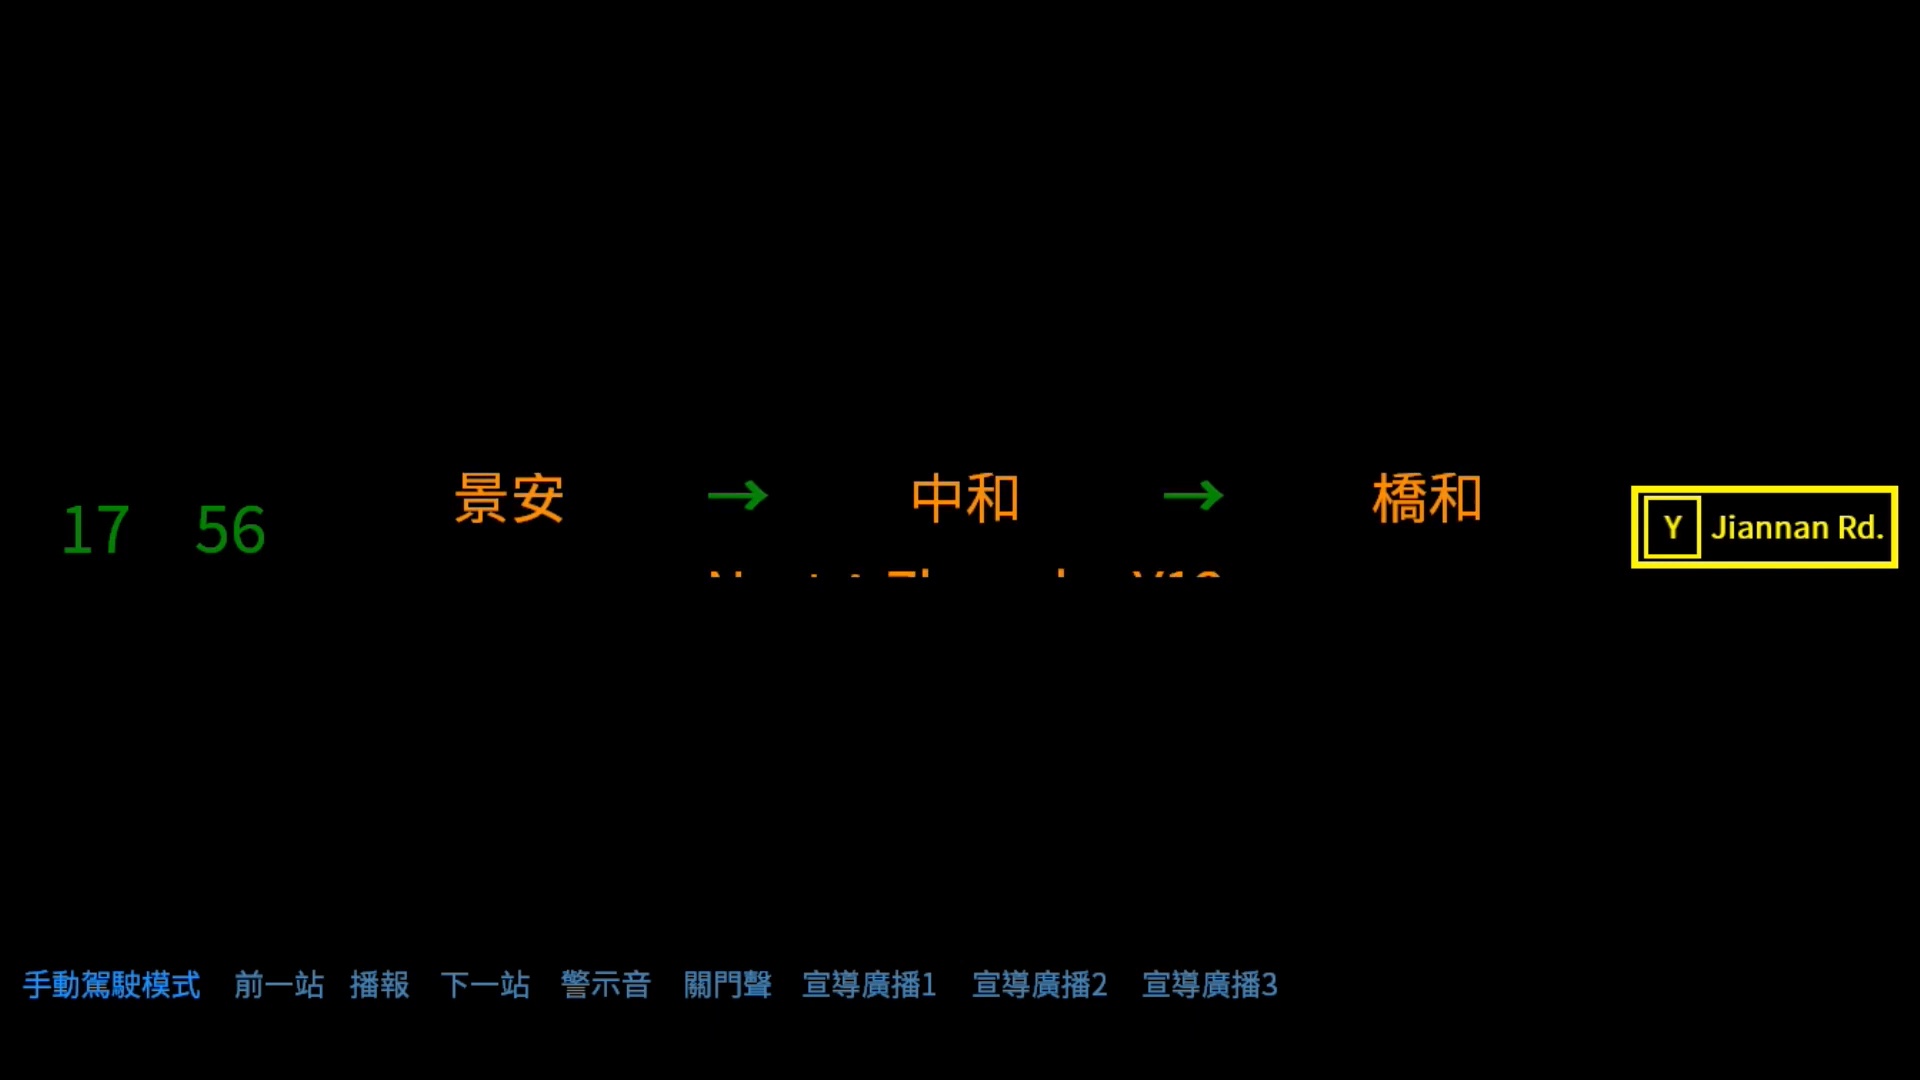 17 56
景安 → 中和 → 橋和
Y Jiannan Rd.
手動駕駛模式 前一站 播報 下一站 警示音 關門聲 宣導廣播1 宣導廣播2 宣導廣播3